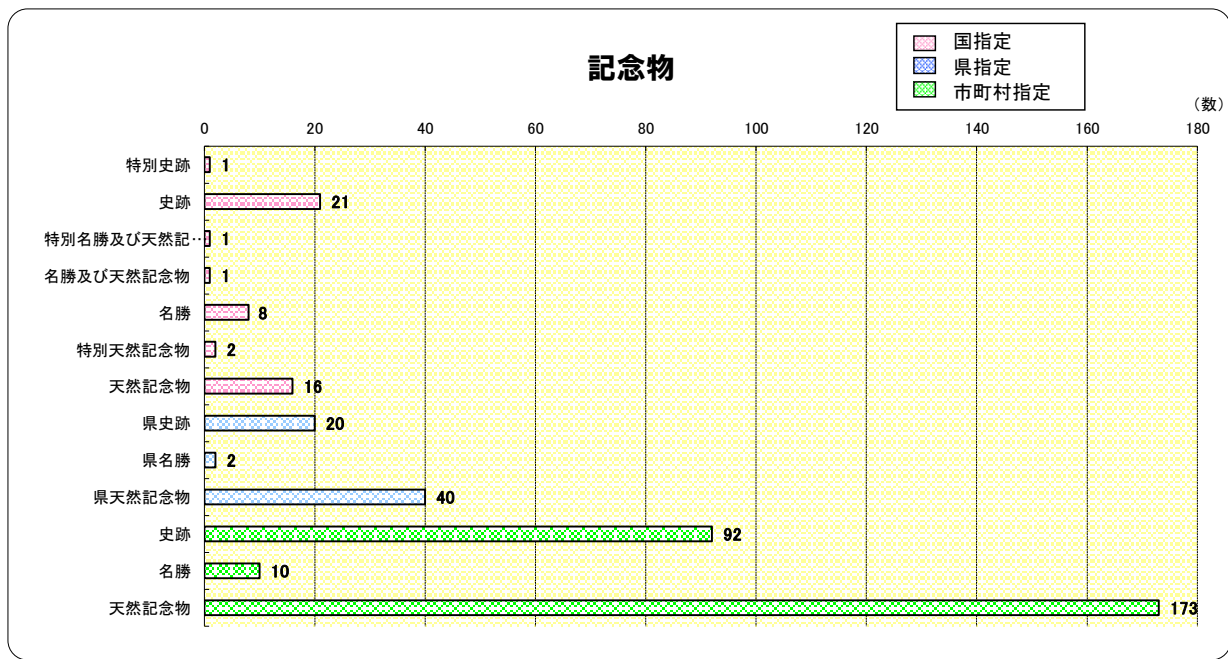 記念物
国指定
県指定
市町村指定
(数)
0 20 40 60 80 100 120 140 160 180
特別史跡 1
史跡 21
特別名勝及び天然記… 1
名勝及び天然記念物 1
名勝 8
特別天然記念物 2
天然記念物 16
県史跡 20
県名勝 2
県天然記念物 40
史跡 92
名勝 10
天然記念物 173